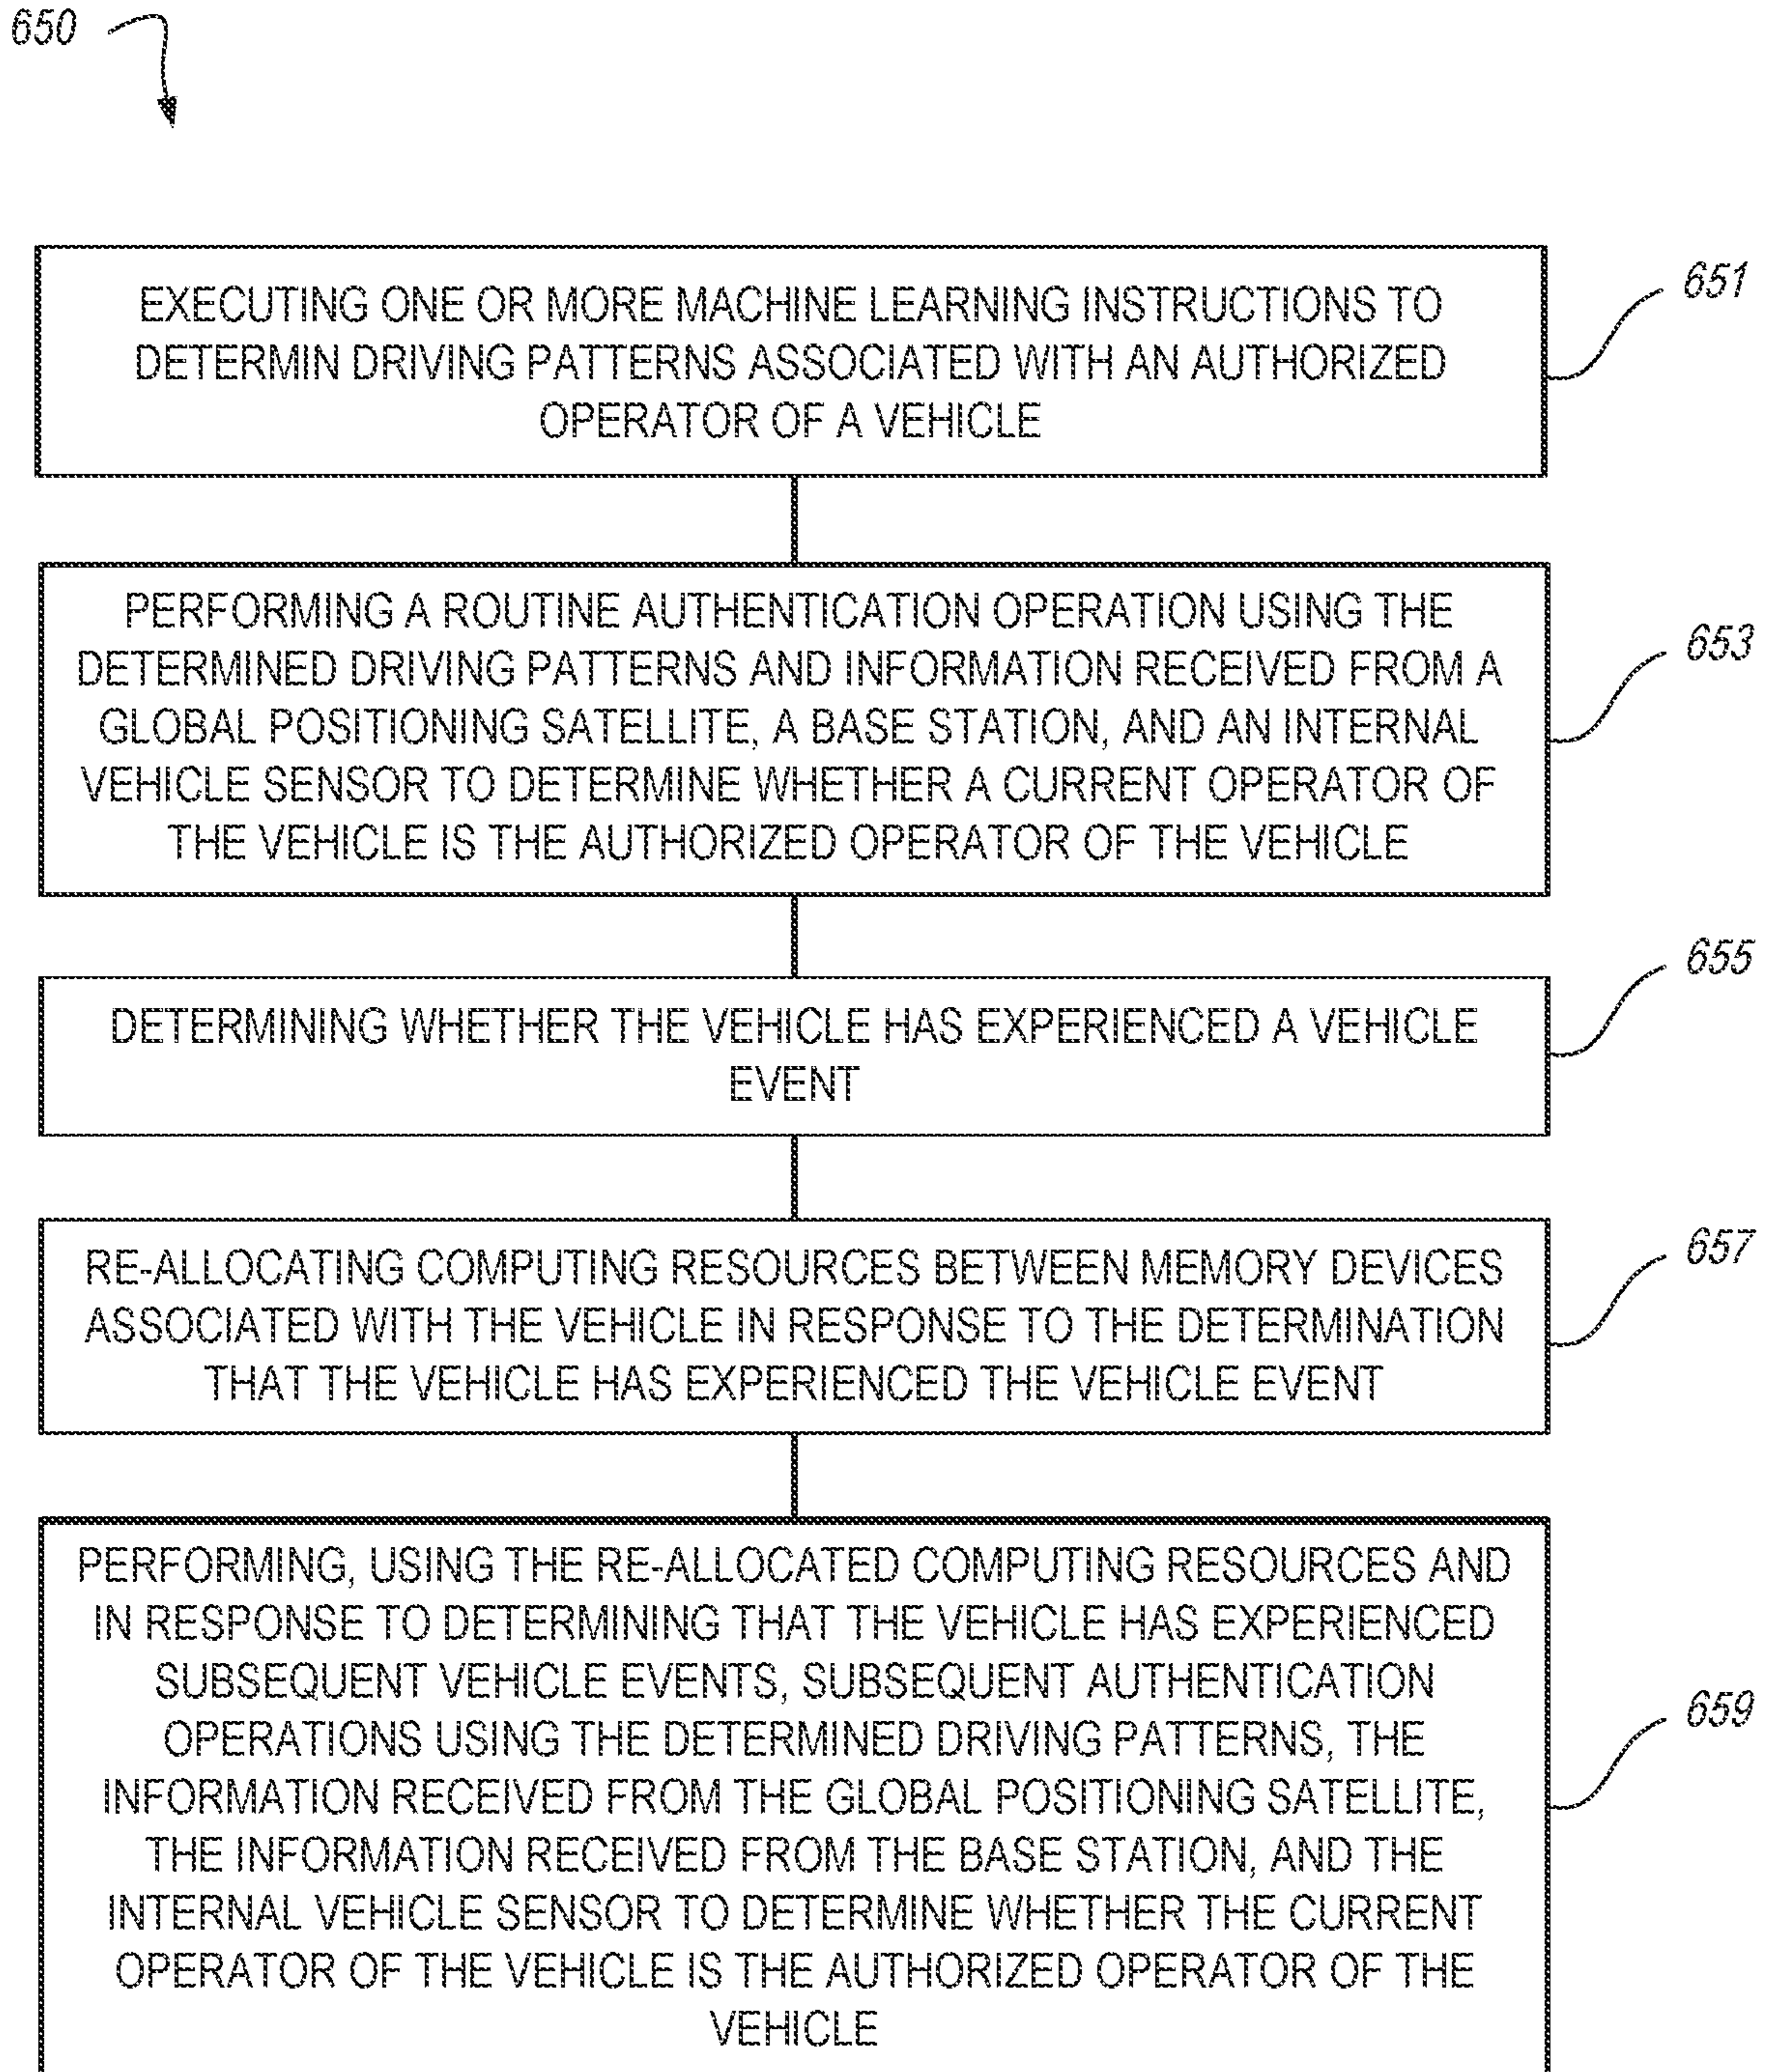 650
EXECUTING ONE OR MORE MACHINE LEARNING INSTRUCTIONS TO
DETERMIN DRIVING PATTERNS ASSOCIATED WITH AN AUTHORIZED
OPERATOR OF A VEHICLE
651
PERFORMING A ROUTINE AUTHENTICATION OPERATION USING THE
DETERMINED DRIVING PATTERNS AND INFORMATION RECEIVED FROM A
GLOBAL POSITIONING SATELLITE, A BASE STATION, AND AN INTERNAL
VEHICLE SENSOR TO DETERMINE WHETHER A CURRENT OPERATOR OF
THE VEHICLE IS THE AUTHORIZED OPERATOR OF THE VEHICLE
653
DETERMINING WHETHER THE VEHICLE HAS EXPERIENCED A VEHICLE
EVENT
655
RE-ALLOCATING COMPUTING RESOURCES BETWEEN MEMORY DEVICES
ASSOCIATED WITH THE VEHICLE IN RESPONSE TO THE DETERMINATION
THAT THE VEHICLE HAS EXPERIENCED THE VEHICLE EVENT
657
PERFORMING, USING THE RE-ALLOCATED COMPUTING RESOURCES AND
IN RESPONSE TO DETERMINING THAT THE VEHICLE HAS EXPERIENCED
SUBSEQUENT VEHICLE EVENTS, SUBSEQUENT AUTHENTICATION
OPERATIONS USING THE DETERMINED DRIVING PATTERNS, THE
INFORMATION RECEIVED FROM THE GLOBAL POSITIONING SATELLITE,
THE INFORMATION RECEIVED FROM THE BASE STATION, AND THE
INTERNAL VEHICLE SENSOR TO DETERMINE WHETHER THE CURRENT
OPERATOR OF THE VEHICLE IS THE AUTHORIZED OPERATOR OF THE
VEHICLE
659